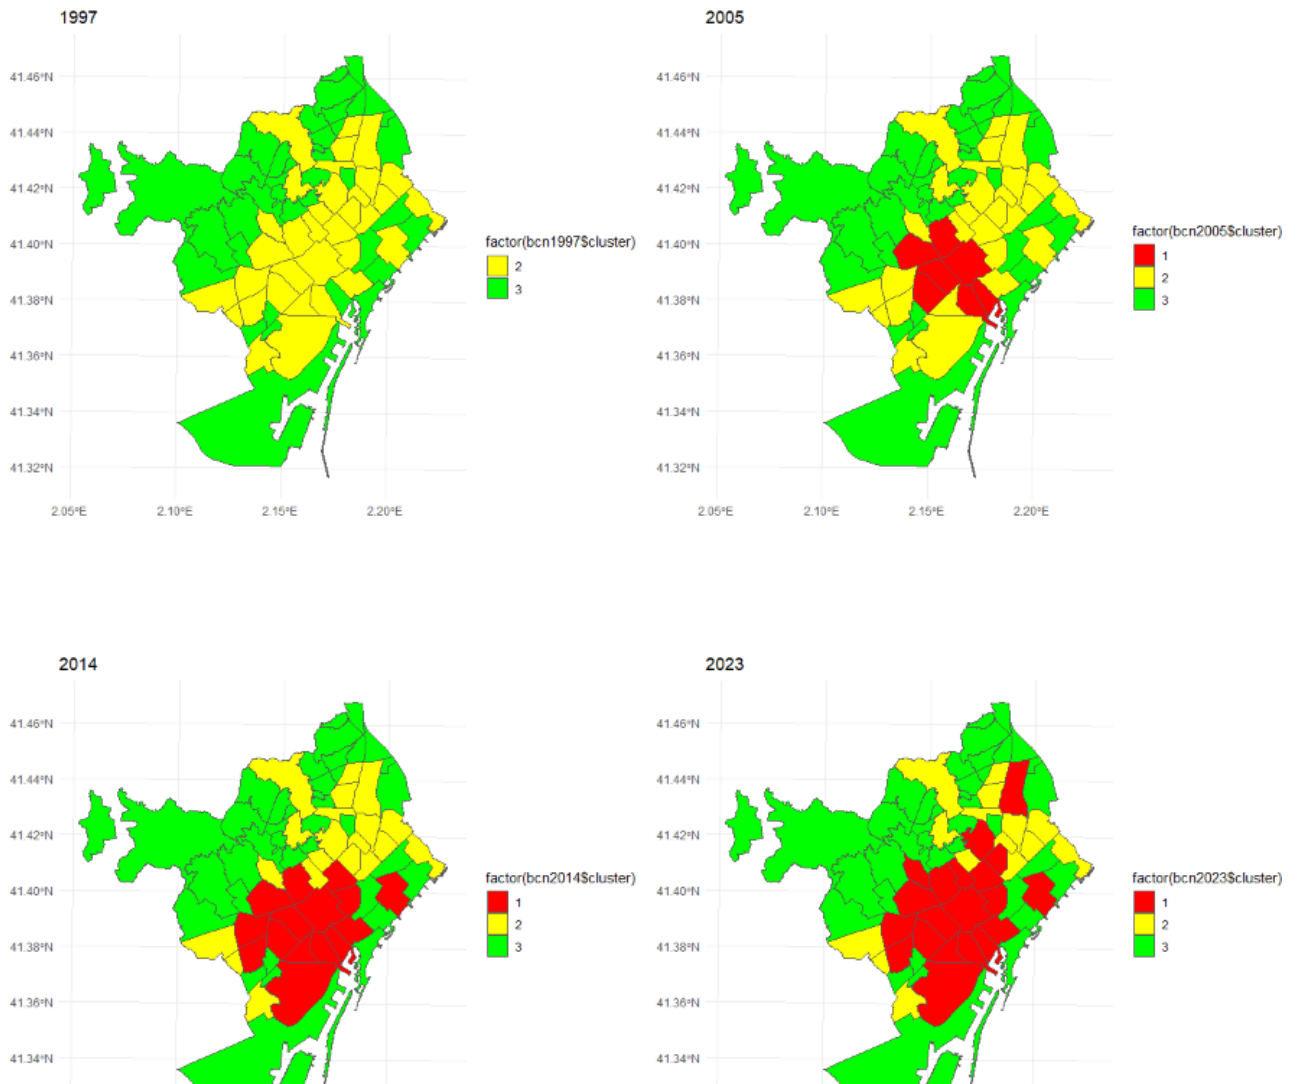 1997
41.46°N
41.44°N
41.42°N
41.40°N
41.38°N
41.36°N
41.34°N
41.32°N
2.05°E 2.10°E 2.15°E 2.20°E
factor(bcn1997$cluster)
2
3
2005
41.46°N
41.44°N
41.42°N
41.40°N
41.38°N
41.36°N
41.34°N
41.32°N
2.05°E 2.10°E 2.15°E 2.20°E
factor(bcn2005$cluster)
1
2
3
2014
41.46°N
41.44°N
41.42°N
41.40°N
41.38°N
41.36°N
41.34°N
factor(bcn2014$cluster)
1
2
3
2023
41.46°N
41.44°N
41.42°N
41.40°N
41.38°N
41.36°N
41.34°N
factor(bcn2023$cluster)
1
2
3